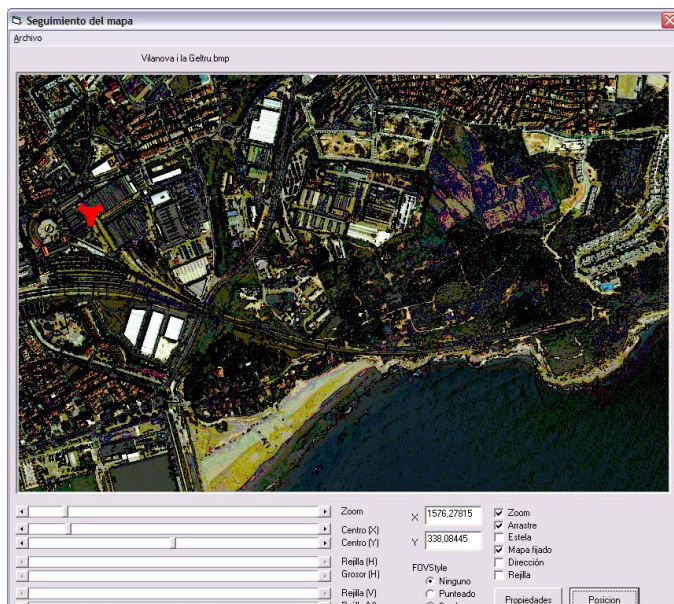 Seguimiento del mapa
Archivo
Vilanova i la Geltru.bmp
Zoom
Centro (X)
Centro (Y)
Rejilla (H)
Grosor (H)
Rejilla (V)
X 1576,27815
Y 338,08445
FOVStyle
Ninguno
Punteado
Zoom
Arrastre
Estela
Mapa fijado
Dirección
Rejilla
Propiedades
Posicion